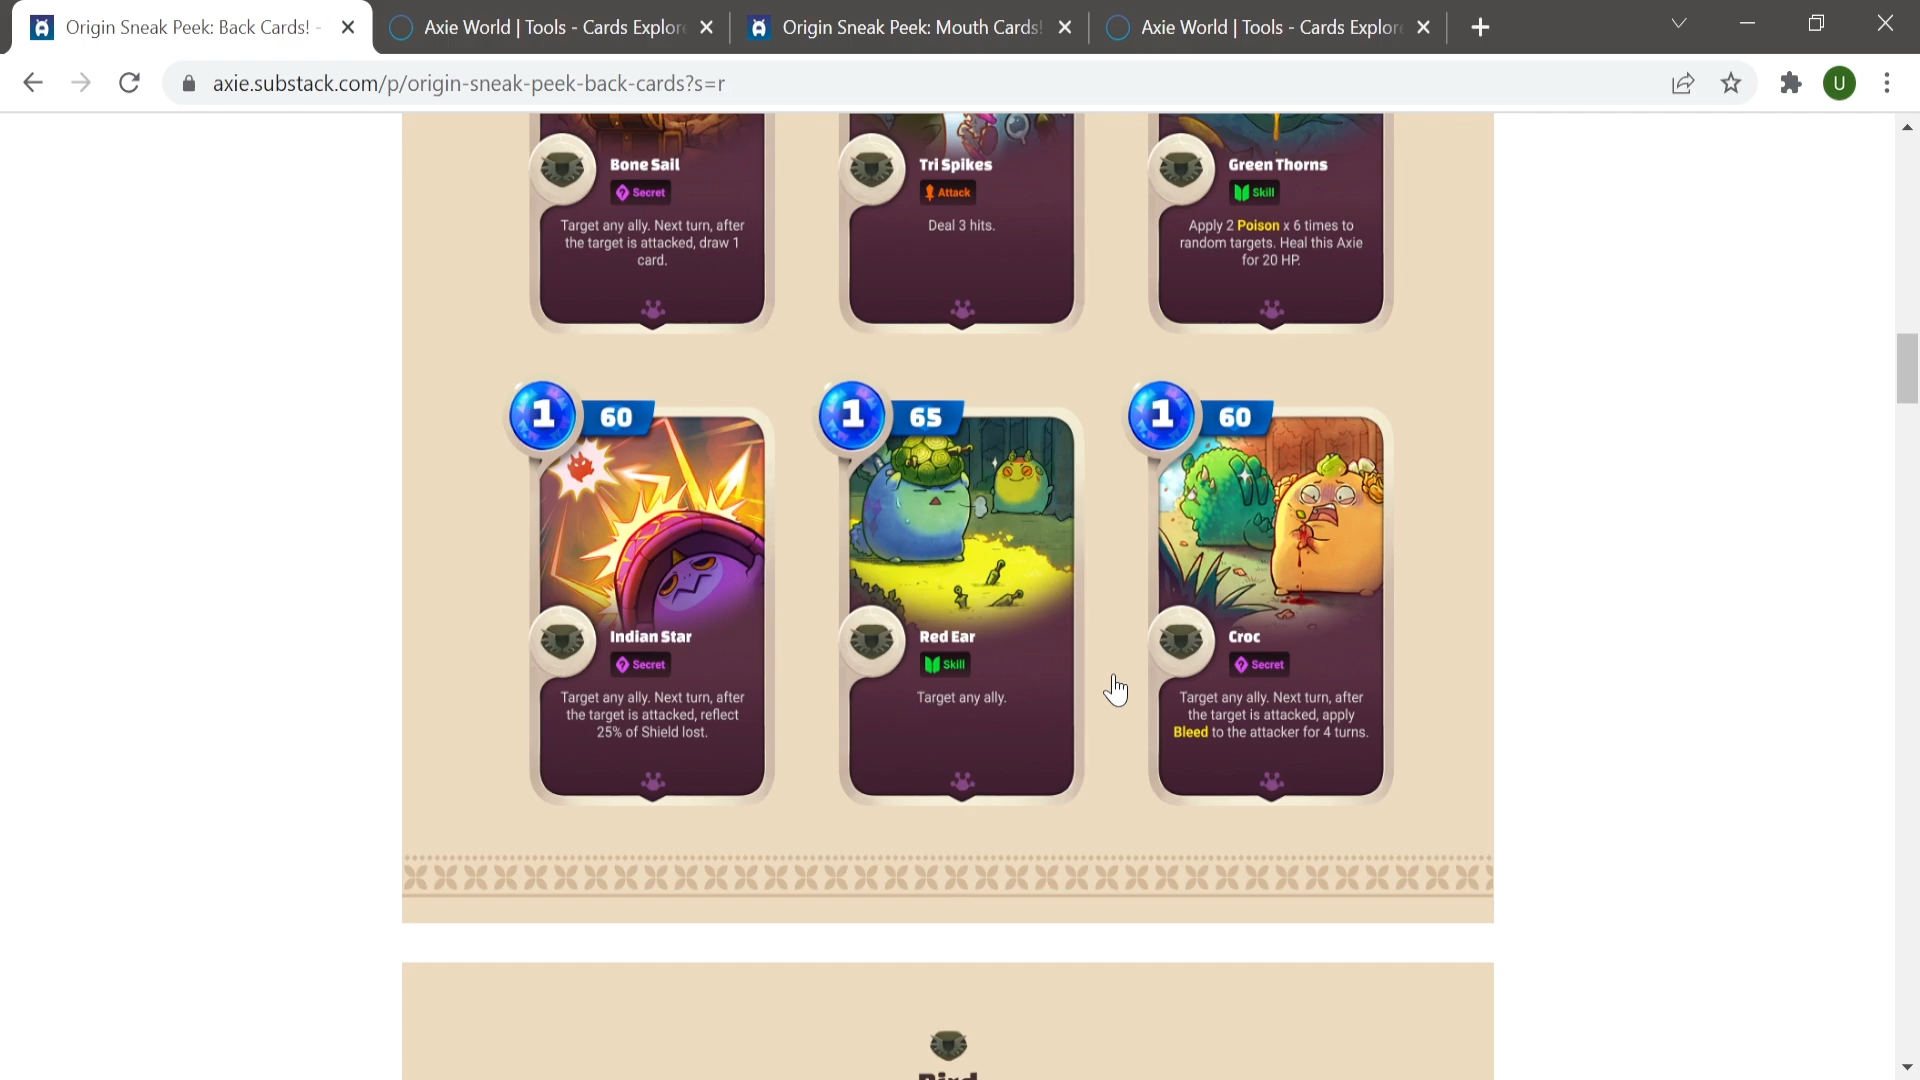 Origin Sneak Peek: Back Cards! -
Axie World | Tools - Cards Explore
Origin Sneak Peek: Mouth Cards!
Axie World | Tools - Cards Explore
axie.substack.com/p/origin-sneak-peek-back-cards?s=r
U
Bone Sail
Secret
Target any ally. Next turn, after
the target is attacked, draw 1
card.
Tri Spikes
Attack
Deal 3 hits.
Green Thorns
Skill
Apply 2 Poison x 6 times to
random targets. Heal this Axie
for 20 HP.
1
60
Indian Star
Secret
Target any ally. Next turn, after
the target is attacked, reflect
25% of Shield lost.
1
65
Red Ear
Skill
Target any ally.
1
60
Croc
Secret
Target any ally. Next turn, after
the target is attacked, apply
Bleed to the attacker for 4 turns.
Bird